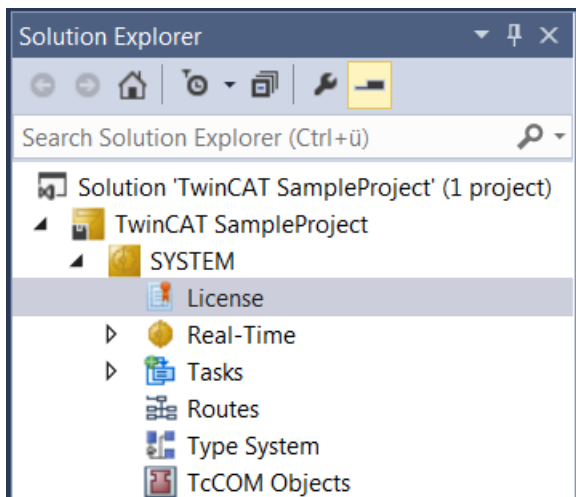 Solution Explorer
Search Solution Explorer (Ctrl+ü)
Solution 'TwinCAT SampleProject' (1 project)
TwinCAT SampleProject
SYSTEM
License
Real-Time
Tasks
Routes
Type System
TcCOM Objects